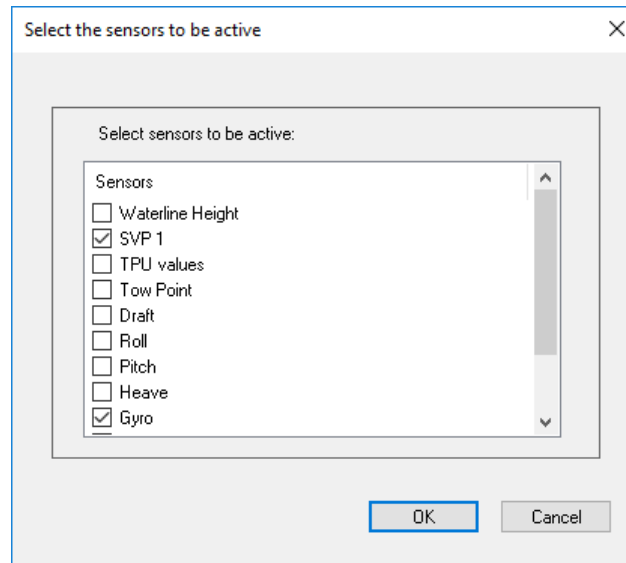 Select the sensors to be active
Select sensors to be active:
Sensors
Waterline Height
SVP 1
TPU values
Tow Point
Draft
Roll
Pitch
Heave
Gyro
OK
Cancel